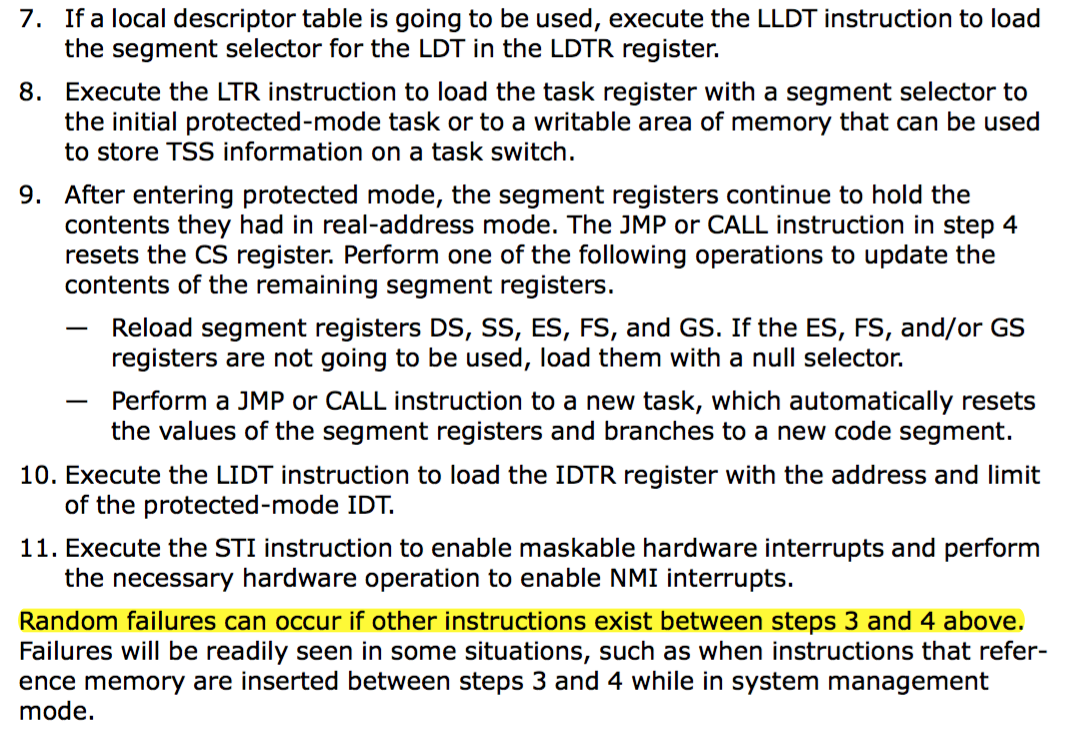 7. If a local descriptor table is going to be used, execute the LLDT instruction to load
the segment selector for the LDT in the LDTR register.
8. Execute the LTR instruction to load the task register with a segment selector to
the initial protected-mode task or to a writable area of memory that can be used
to store TSS information on a task switch.
9. After entering protected mode, the segment registers continue to hold the
contents they had in real-address mode. The JMP or CALL instruction in step 4
resets the CS register. Perform one of the following operations to update the
contents of the remaining segment registers.
— Reload segment registers DS, SS, ES, FS, and GS. If the ES, FS, and/or GS
registers are not going to be used, load them with a null selector.
— Perform a JMP or CALL instruction to a new task, which automatically resets
the values of the segment registers and branches to a new code segment.
10. Execute the LIDT instruction to load the IDTR register with the address and limit
of the protected-mode IDT.
11. Execute the STI instruction to enable maskable hardware interrupts and perform
the necessary hardware operation to enable NMI interrupts.
Random failures can occur if other instructions exist between steps 3 and 4 above.
Failures will be readily seen in some situations, such as when instructions that refer-
ence memory are inserted between steps 3 and 4 while in system management
mode.